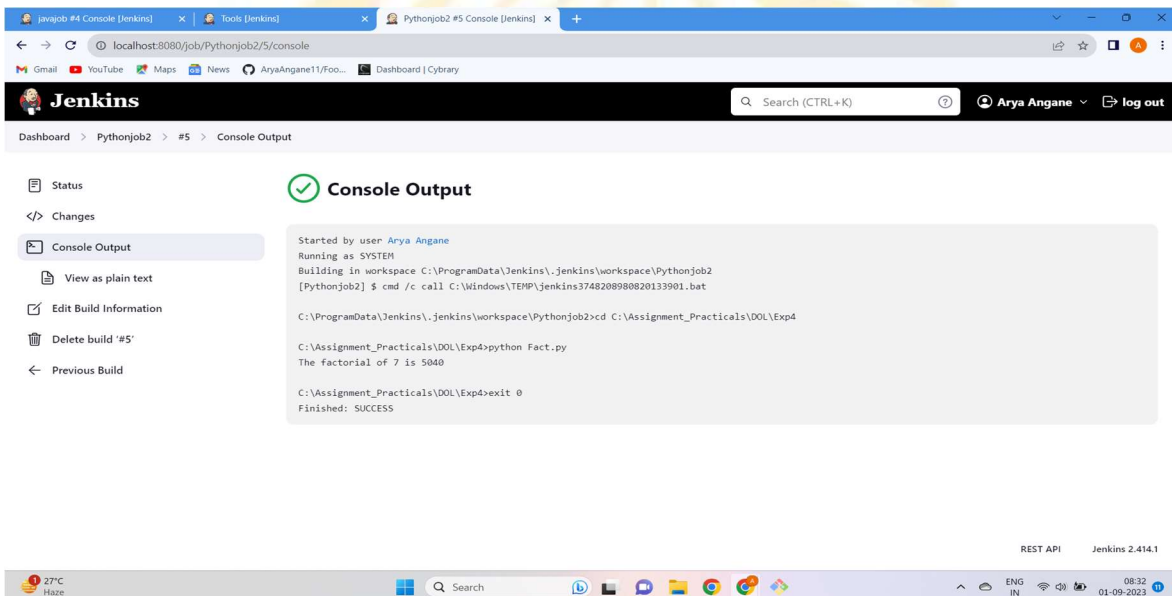 javajob #4 Console [Jenkins]
Tools [Jenkins]
Pythonjob2 #5 Console [Jenkins]
localhost:8080/job/Pythonjob2/5/console
Gmail YouTube Maps News AryaAngane11/Foo... Dashboard | Cybrary
Jenkins
Search (CTRL+K)
Arya Angane
log out
Dashboard > Pythonjob2 > #5 > Console Output
Status
Changes
Console Output
View as plain text
Edit Build Information
Delete build '#5'
Previous Build
Console Output
Started by user Arya Angane
Running as SYSTEM
Building in workspace C:\ProgramData\Jenkins\.jenkins\workspace\Pythonjob2
[Pythonjob2] $ cmd /c call C:\Windows\TEMP\jenkins3748208980820133901.bat
C:\ProgramData\Jenkins\.jenkins\workspace\Pythonjob2>cd C:\Assignment_Practicals\DOL\Exp4
C:\Assignment_Practicals\DOL\Exp4>python Fact.py
The factorial of 7 is 5040
C:\Assignment_Practicals\DOL\Exp4>exit 0
Finished: SUCCESS
REST API Jenkins 2.414.1
1
27°C
Haze
Search
ENG
IN
08:32
01-09-2023
11